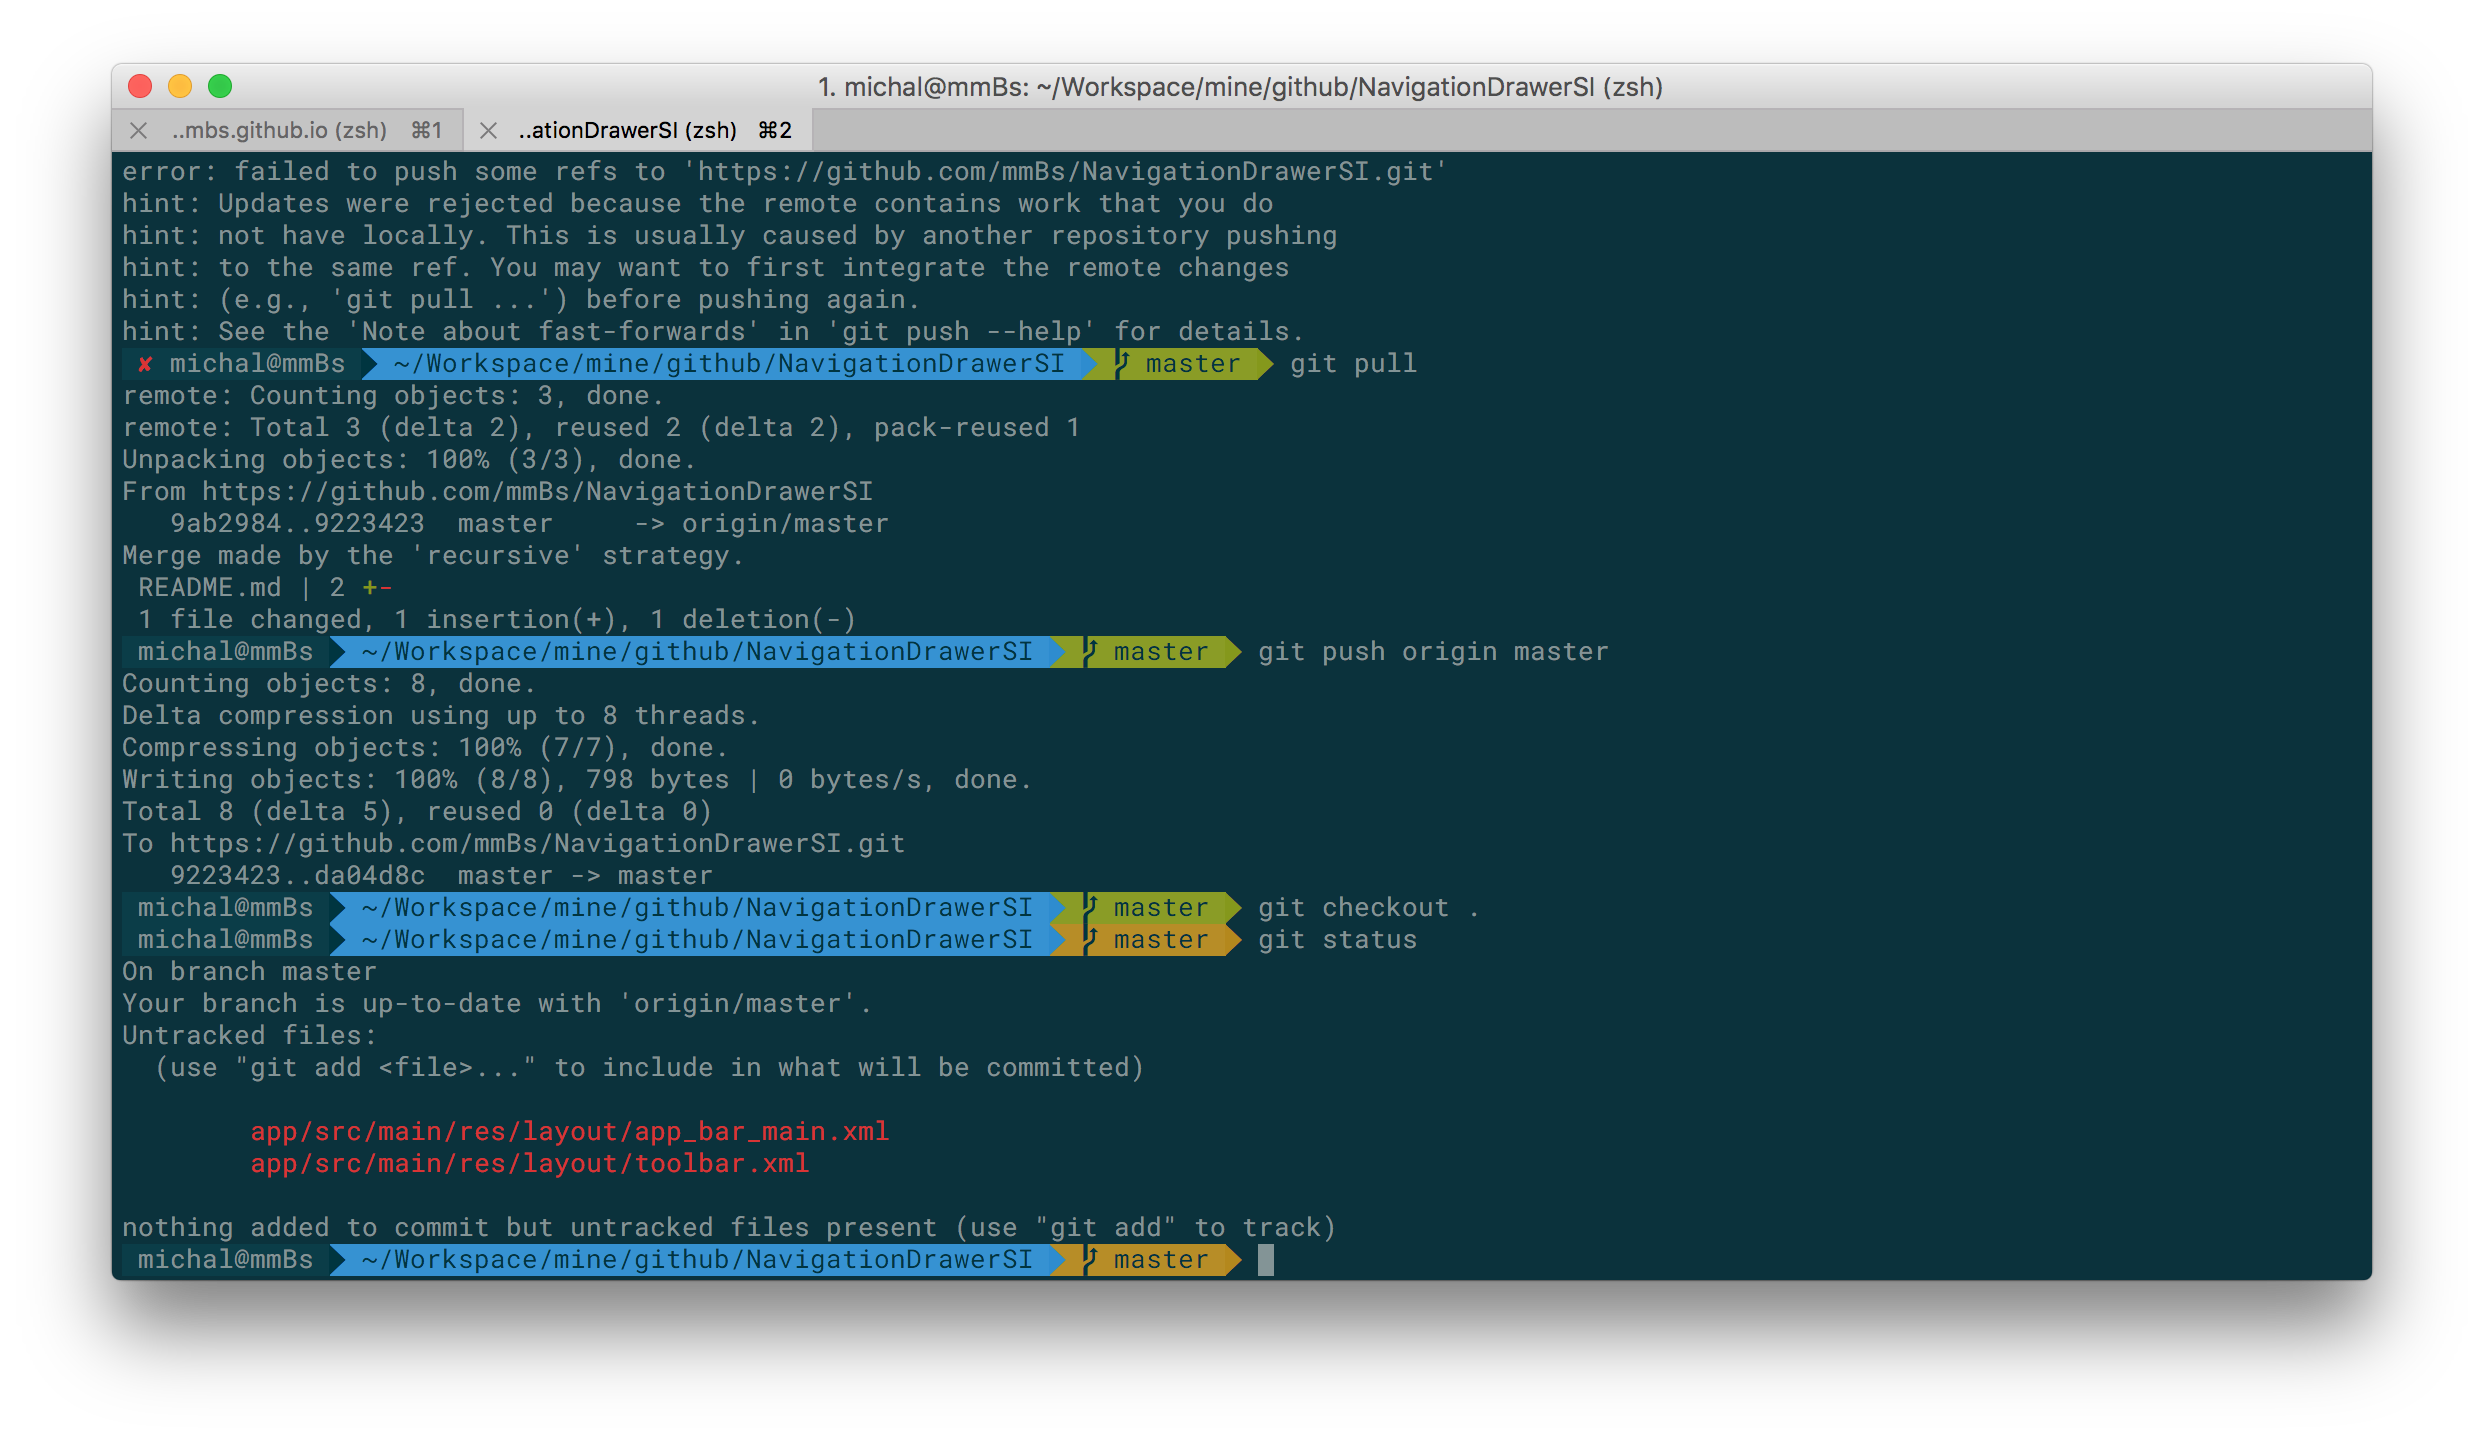 1. michal@mmBs: ~/Workspace/mine/github/NavigationDrawerSI (zsh)
..mbs.github.io (zsh) ⌘1 ..ationDrawerSI (zsh) ⌘2
error: failed to push some refs to 'https://github.com/mmBs/NavigationDrawerSI.git'
hint: Updates were rejected because the remote contains work that you do
hint: not have locally. This is usually caused by another repository pushing
hint: to the same ref. You may want to first integrate the remote changes
hint: (e.g., 'git pull ...') before pushing again.
hint: See the 'Note about fast-forwards' in 'git push --help' for details.
✘ michal@mmBs ~/Workspace/mine/github/NavigationDrawerSI master git pull
remote: Counting objects: 3, done.
remote: Total 3 (delta 2), reused 2 (delta 2), pack-reused 1
Unpacking objects: 100% (3/3), done.
From https://github.com/mmBs/NavigationDrawerSI
   9ab2984..9223423  master     -> origin/master
Merge made by the 'recursive' strategy.
 README.md | 2 +-
 1 file changed, 1 insertion(+), 1 deletion(-)
michal@mmBs ~/Workspace/mine/github/NavigationDrawerSI master git push origin master
Counting objects: 8, done.
Delta compression using up to 8 threads.
Compressing objects: 100% (7/7), done.
Writing objects: 100% (8/8), 798 bytes | 0 bytes/s, done.
Total 8 (delta 5), reused 0 (delta 0)
To https://github.com/mmBs/NavigationDrawerSI.git
   9223423..da04d8c  master -> master
michal@mmBs ~/Workspace/mine/github/NavigationDrawerSI master git checkout .
michal@mmBs ~/Workspace/mine/github/NavigationDrawerSI master git status
On branch master
Your branch is up-to-date with 'origin/master'.
Untracked files:
  (use "git add <file>..." to include in what will be committed)
app/src/main/res/layout/app_bar_main.xml
app/src/main/res/layout/toolbar.xml
nothing added to commit but untracked files present (use "git add" to track)
michal@mmBs ~/Workspace/mine/github/NavigationDrawerSI master